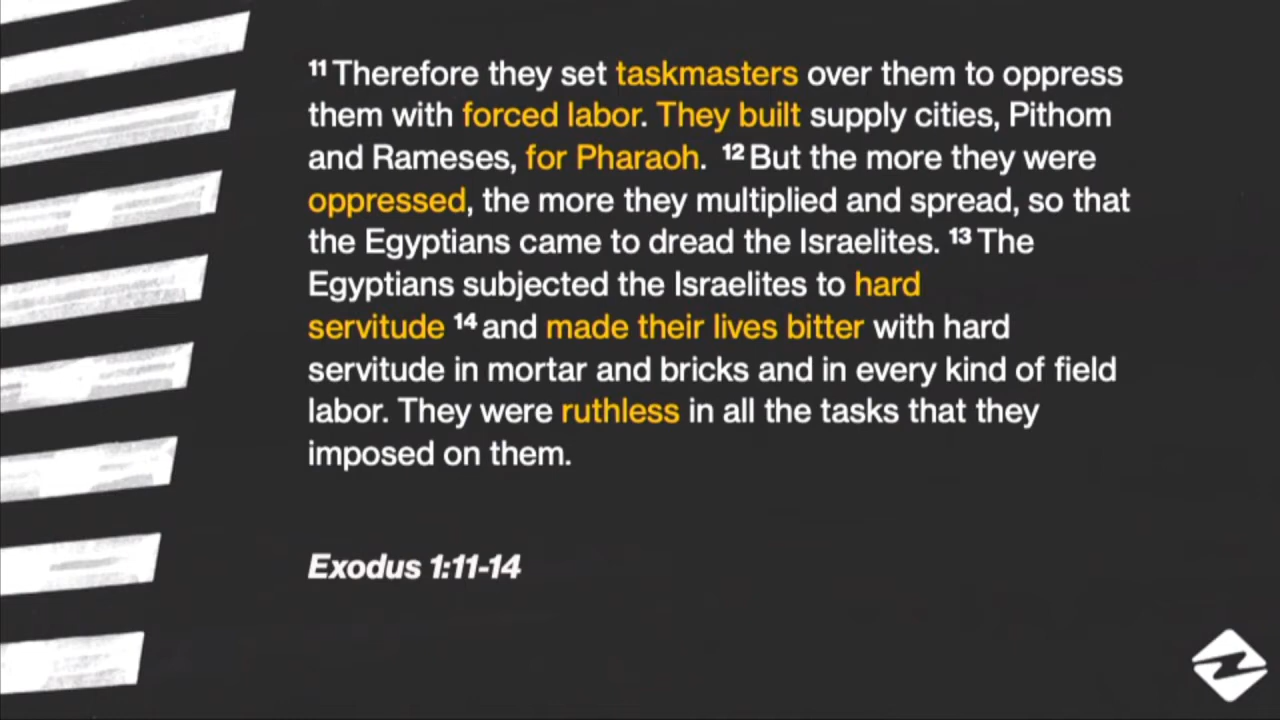 ¹¹ Therefore they set taskmasters over them to oppress
them with forced labor. They built supply cities, Pithom
and Rameses, for Pharaoh. ¹² But the more they were
oppressed, the more they multiplied and spread, so that
the Egyptians came to dread the Israelites. ¹³ The
Egyptians subjected the Israelites to hard
servitude ¹⁴ and made their lives bitter with hard
servitude in mortar and bricks and in every kind of field
labor. They were ruthless in all the tasks that they
imposed on them.
Exodus 1:11-14